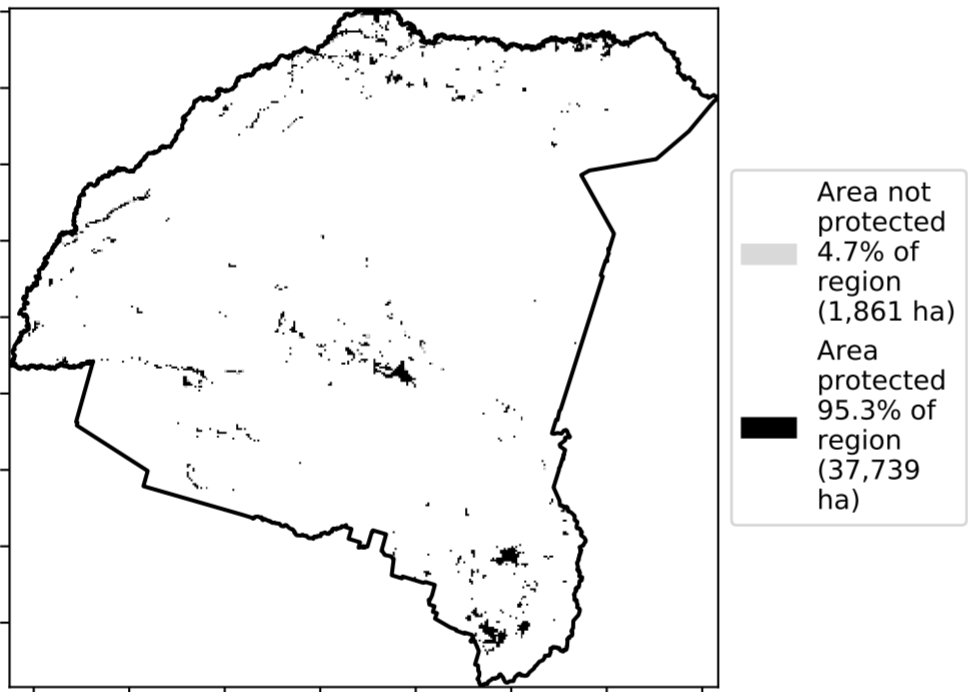 Area not
protected
4.7% of
region
(1,861 ha)
Area
protected
95.3% of
region
(37,739
ha)